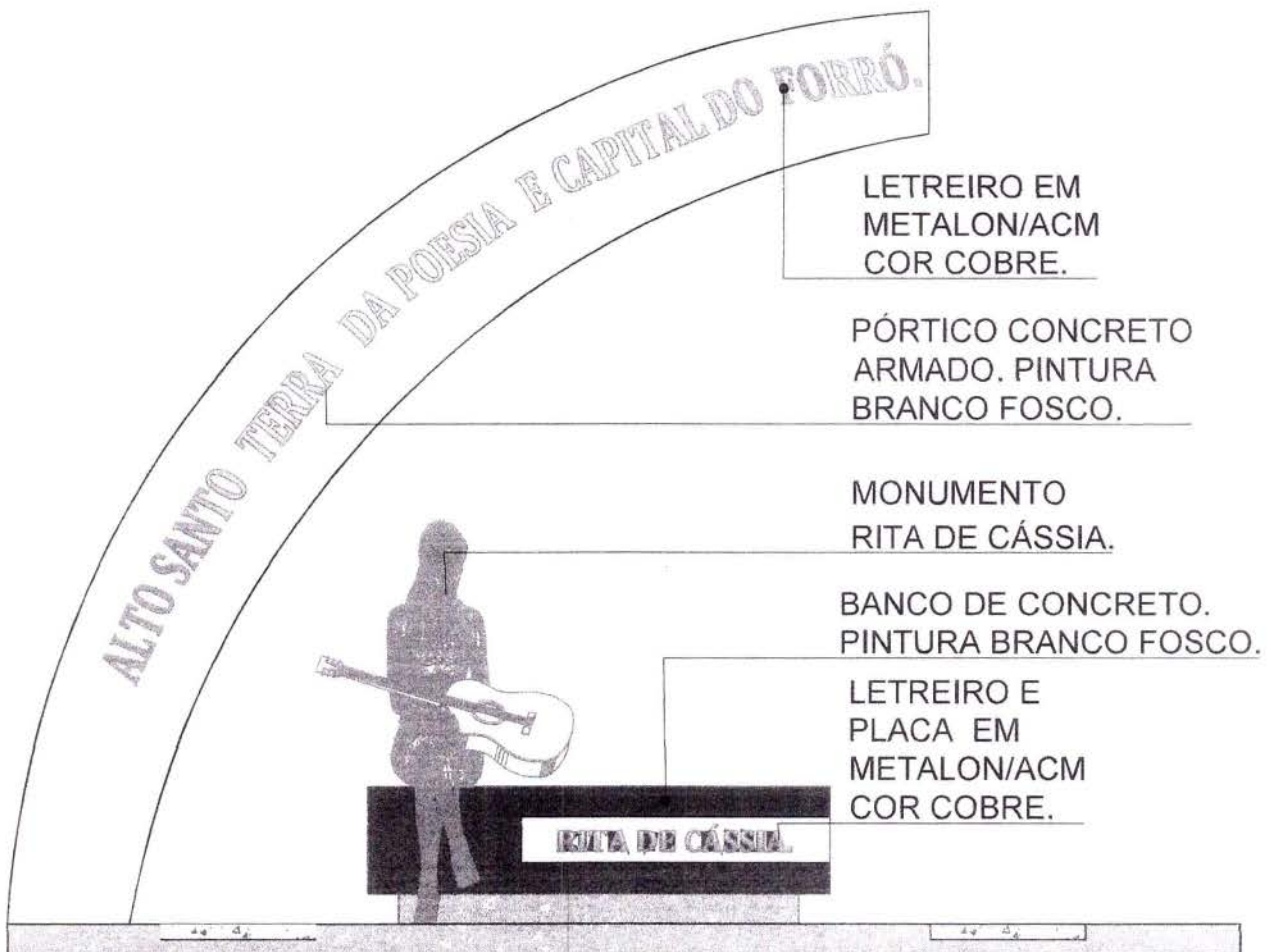 ALTO SANTO TERRA DA POESIA E CAPITAL DO FORRÓ.
LETREIRO EM
METALON/ACM
COR COBRE.
PÓRTICO CONCRETO
ARMADO. PINTURA
BRANCO FOSCO.
MONUMENTO
RITA DE CÁSSIA.
BANCO DE CONCRETO.
PINTURA BRANCO FOSCO.
LETREIRO E
PLACA EM
METALON/ACM
COR COBRE.
RITA DE CÁSSIA.